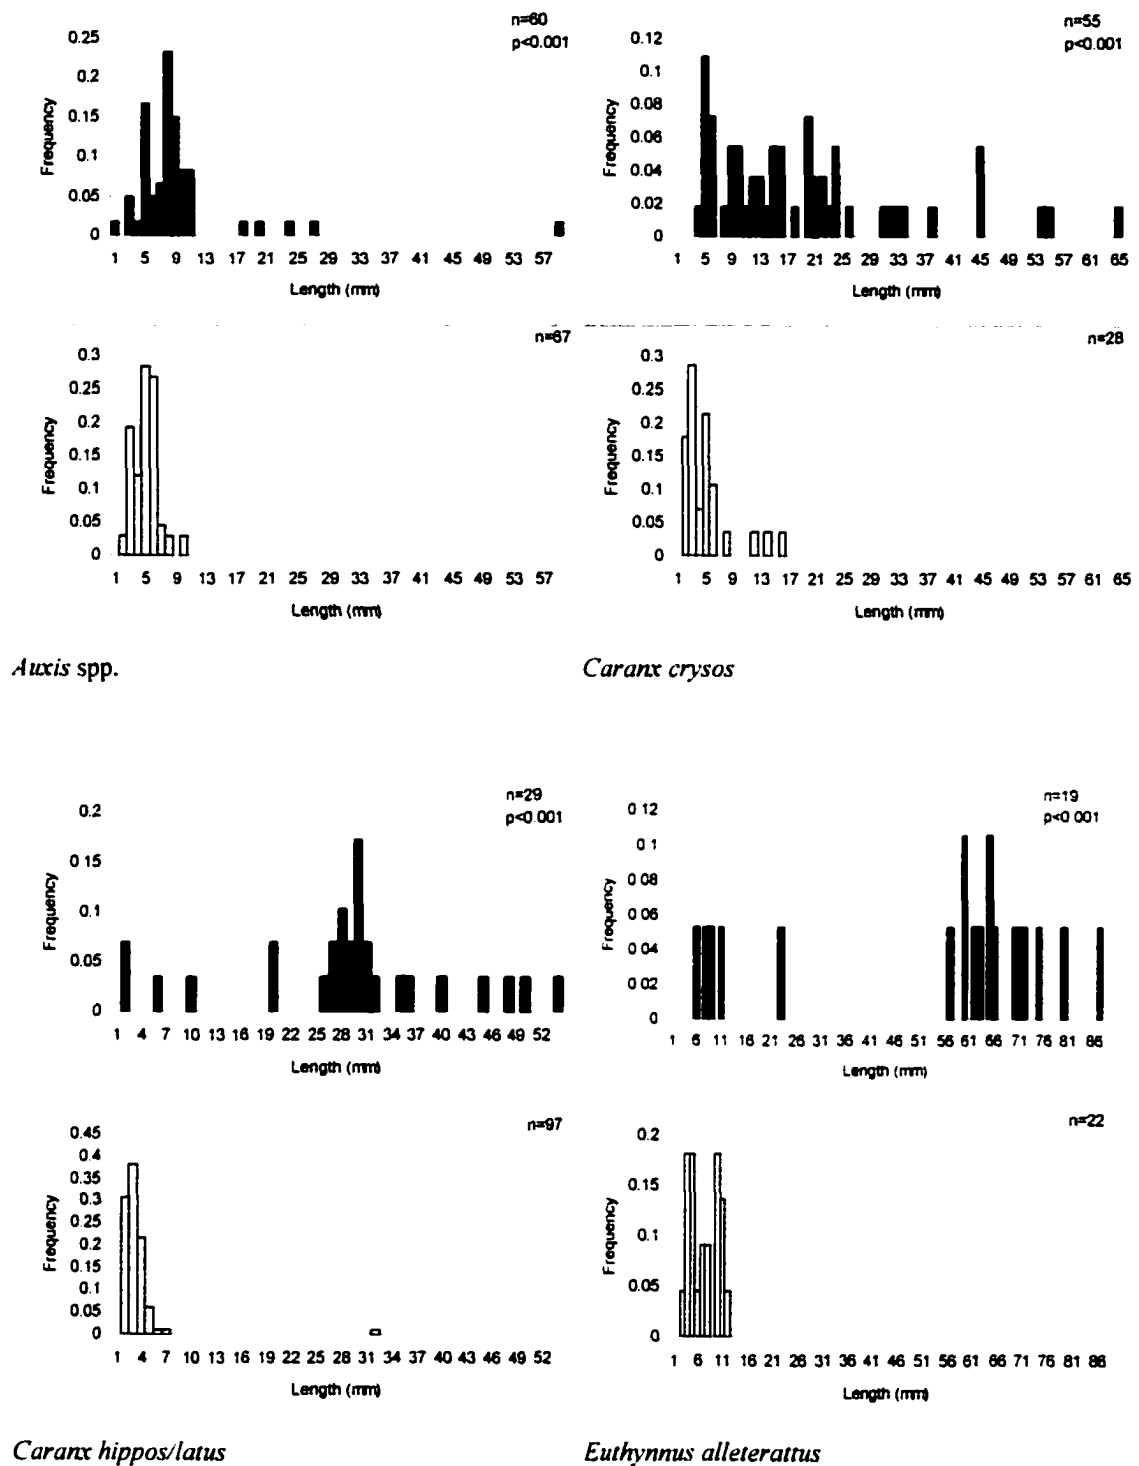 n=60
p<0.001
0.25
0.2
0.15
0.1
0.05
0
Frequency
1 5 9 13 17 21 25 29 33 37 41 45 49 53 57
Length (mm)
n=55
p<0.001
0.12
0.1
0.08
0.06
0.04
0.02
0
Frequency
1 5 9 13 17 21 25 29 33 37 41 45 49 53 57 61 65
Length (mm)
n=67
0.3
0.25
0.2
0.15
0.1
0.05
0
Frequency
1 5 9 13 17 21 25 29 33 37 41 45 49 53 57
Length (mm)
n=28
0.3
0.25
0.2
0.15
0.1
0.05
0
Frequency
1 5 9 13 17 21 25 29 33 37 41 45 49 53 57 61 65
Length (mm)
Auxis spp.
Caranx crysos
n=29
p<0.001
0.2
0.15
0.1
0.05
0
Frequency
1 4 7 10 13 16 19 22 25 28 31 34 37 40 43 46 49 52
Length (mm)
n=19
p<0.001
0.12
0.1
0.08
0.06
0.04
0.02
0
Frequency
1 6 11 16 21 26 31 36 41 46 51 56 61 66 71 76 81 86
Length (mm)
n=97
0.45
0.4
0.35
0.3
0.25
0.2
0.15
0.1
0.05
0
Frequency
1 4 7 10 13 16 19 22 25 28 31 34 37 40 43 46 49 52
Length (mm)
n=22
0.2
0.15
0.1
0.05
0
Frequency
1 6 11 16 21 26 31 36 41 46 51 56 61 66 71 76 81 86
Length (mm)
Caranx hippos/latus
Euthynnus alleterattus